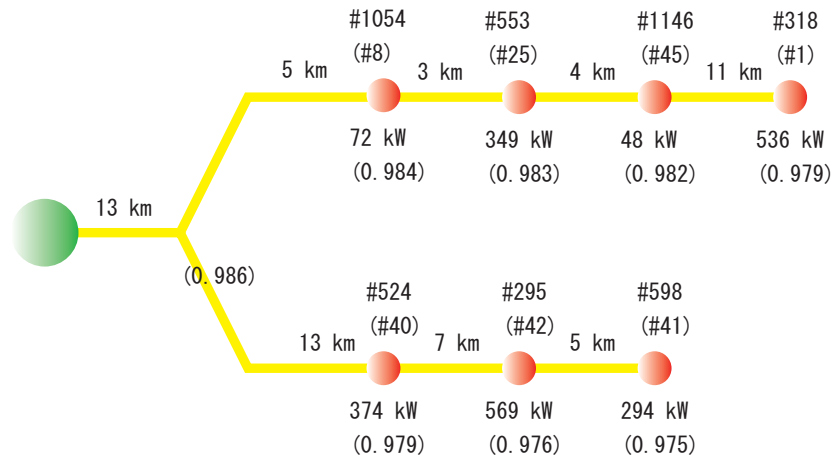 #1054 #553 #1146 #318
(#8) (#25) (#45) (#1)
5 km 3 km 4 km 11 km
72 kW 349 kW 48 kW 536 kW
(0.984) (0.983) (0.982) (0.979)
13 km
(0.986)
#524 #295 #598
(#40) (#42) (#41)
13 km 7 km 5 km
374 kW 569 kW 294 kW
(0.979) (0.976) (0.975)